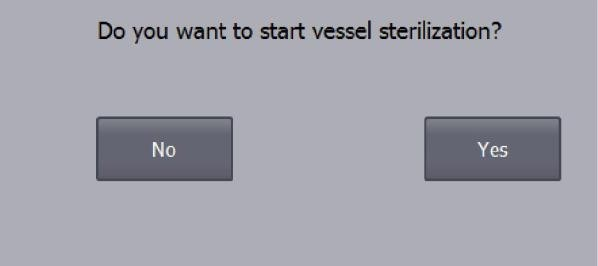 Do you want to start vessel sterilization?
No
Yes